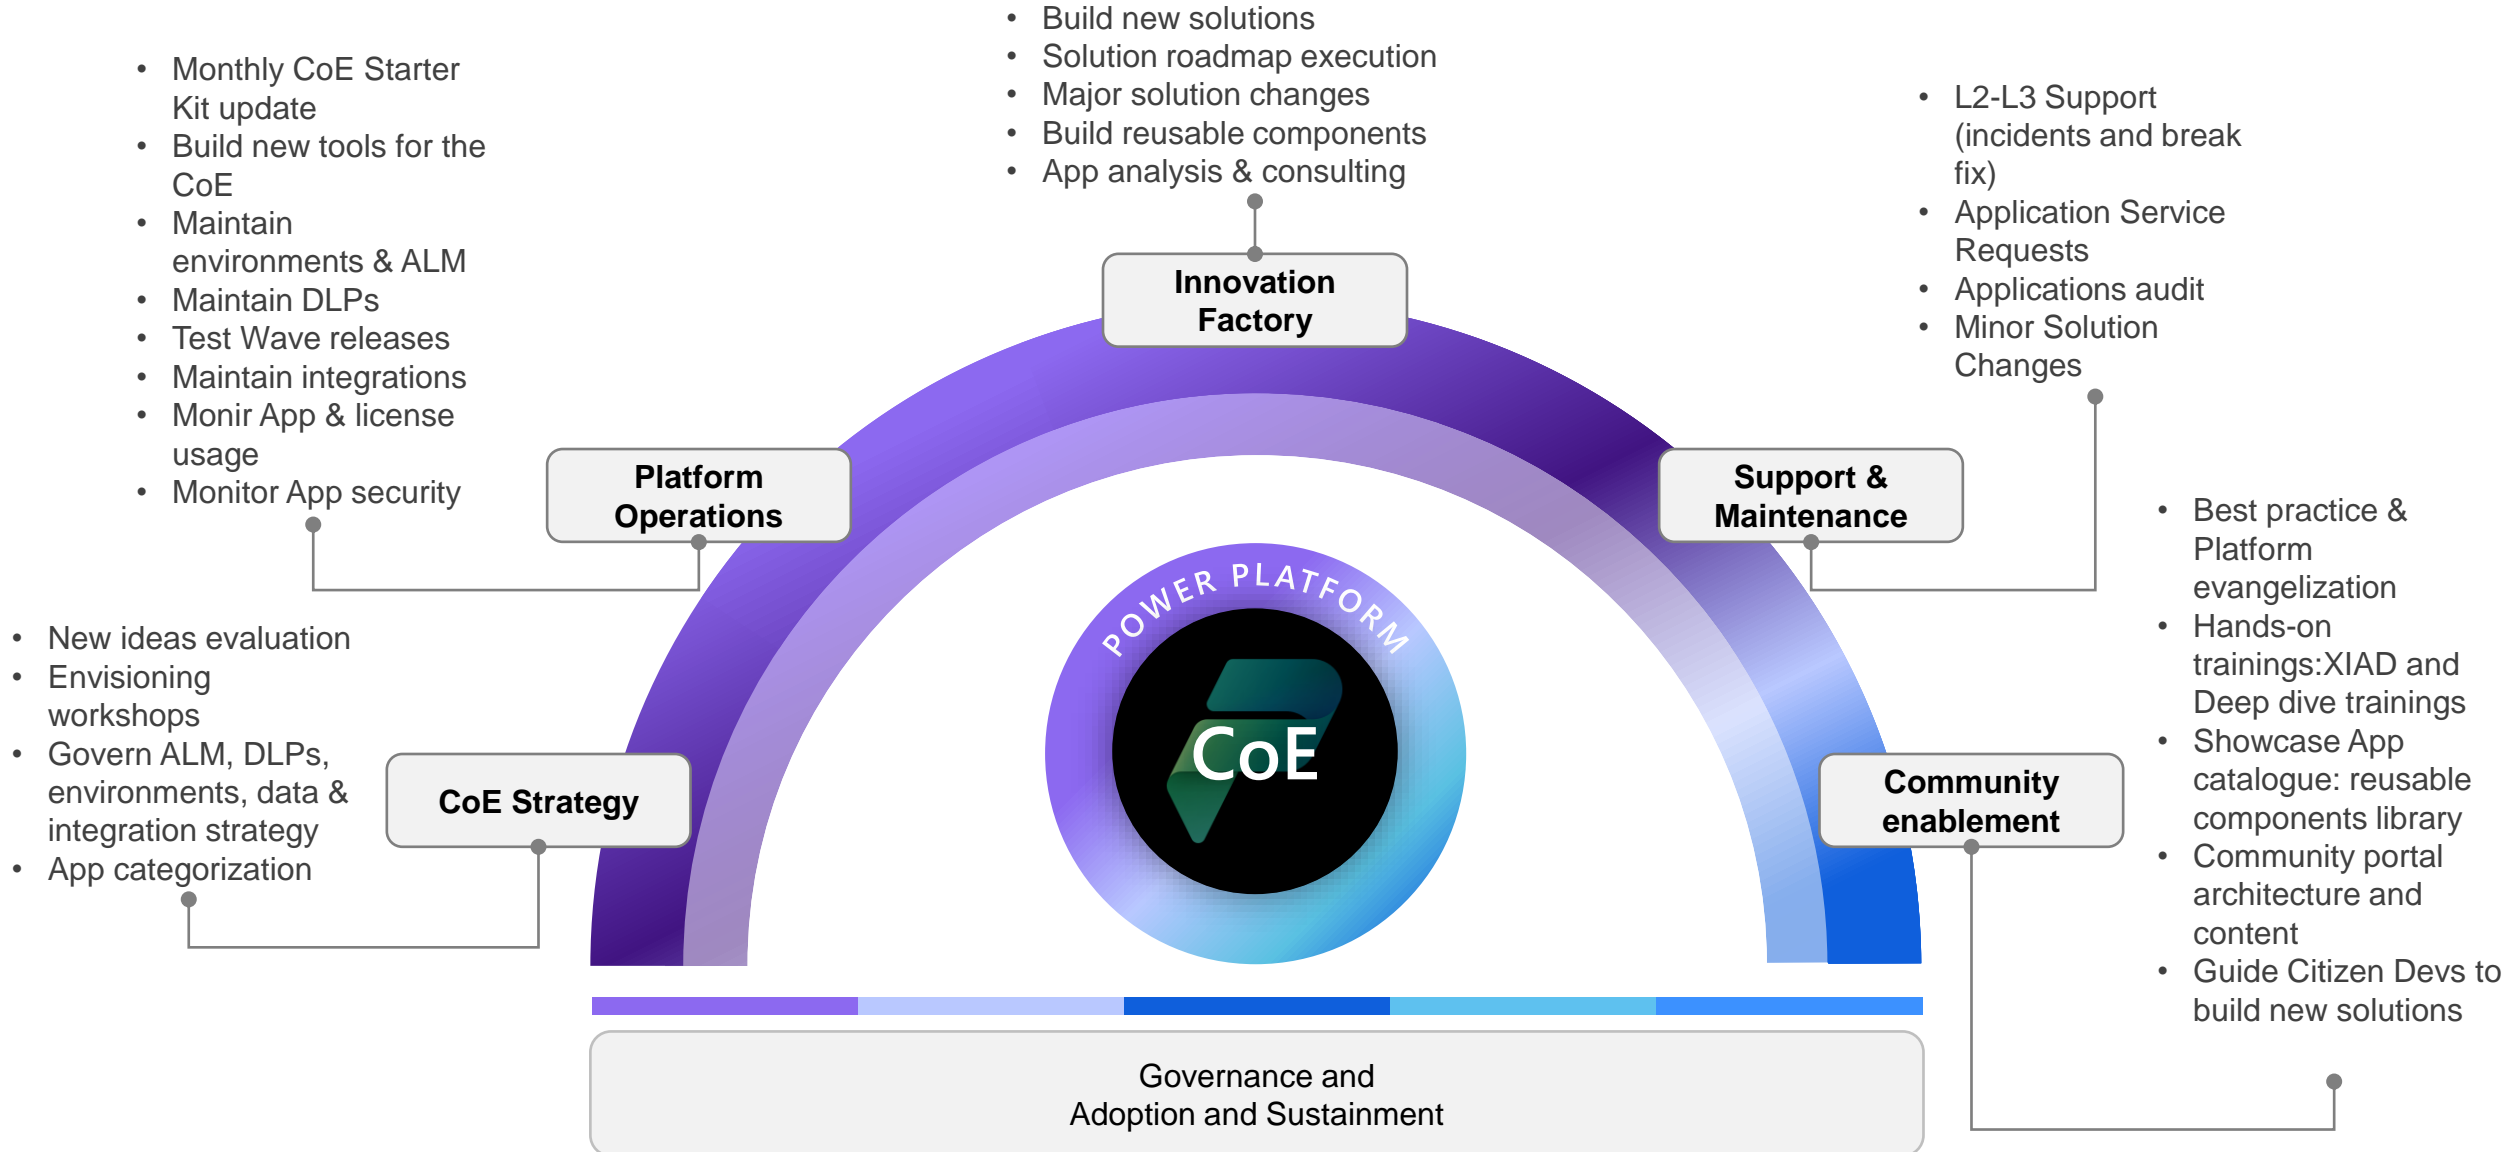 • Build new solutions
• Solution roadmap execution
• Major solution changes
• Build reusable components
• App analysis & consulting
• Monthly CoE Starter
Kit update
• Build new tools for the
CoE
• Maintain
environments & ALM
• Maintain DLPs
• Test Wave releases
• Maintain integrations
• Monir App & license
usage
• Monitor App security
• L2-L3 Support
(incidents and break
fix)
• Application Service
Requests
• Applications audit
• Minor Solution
Changes
Innovation
Factory
Platform
Operations
Support &
Maintenance
• New ideas evaluation
• Envisioning
workshops
• Govern ALM, DLPs,
environments, data &
integration strategy
• App categorization
CoE Strategy
POWER PLATFORM
CoE
Community
enablement
• Best practice &
Platform
evangelization
• Hands-on
trainings:XIAD and
Deep dive trainings
• Showcase App
catalogue: reusable
components library
• Community portal
architecture and
content
• Guide Citizen Devs to
build new solutions
Governance and
Adoption and Sustainment